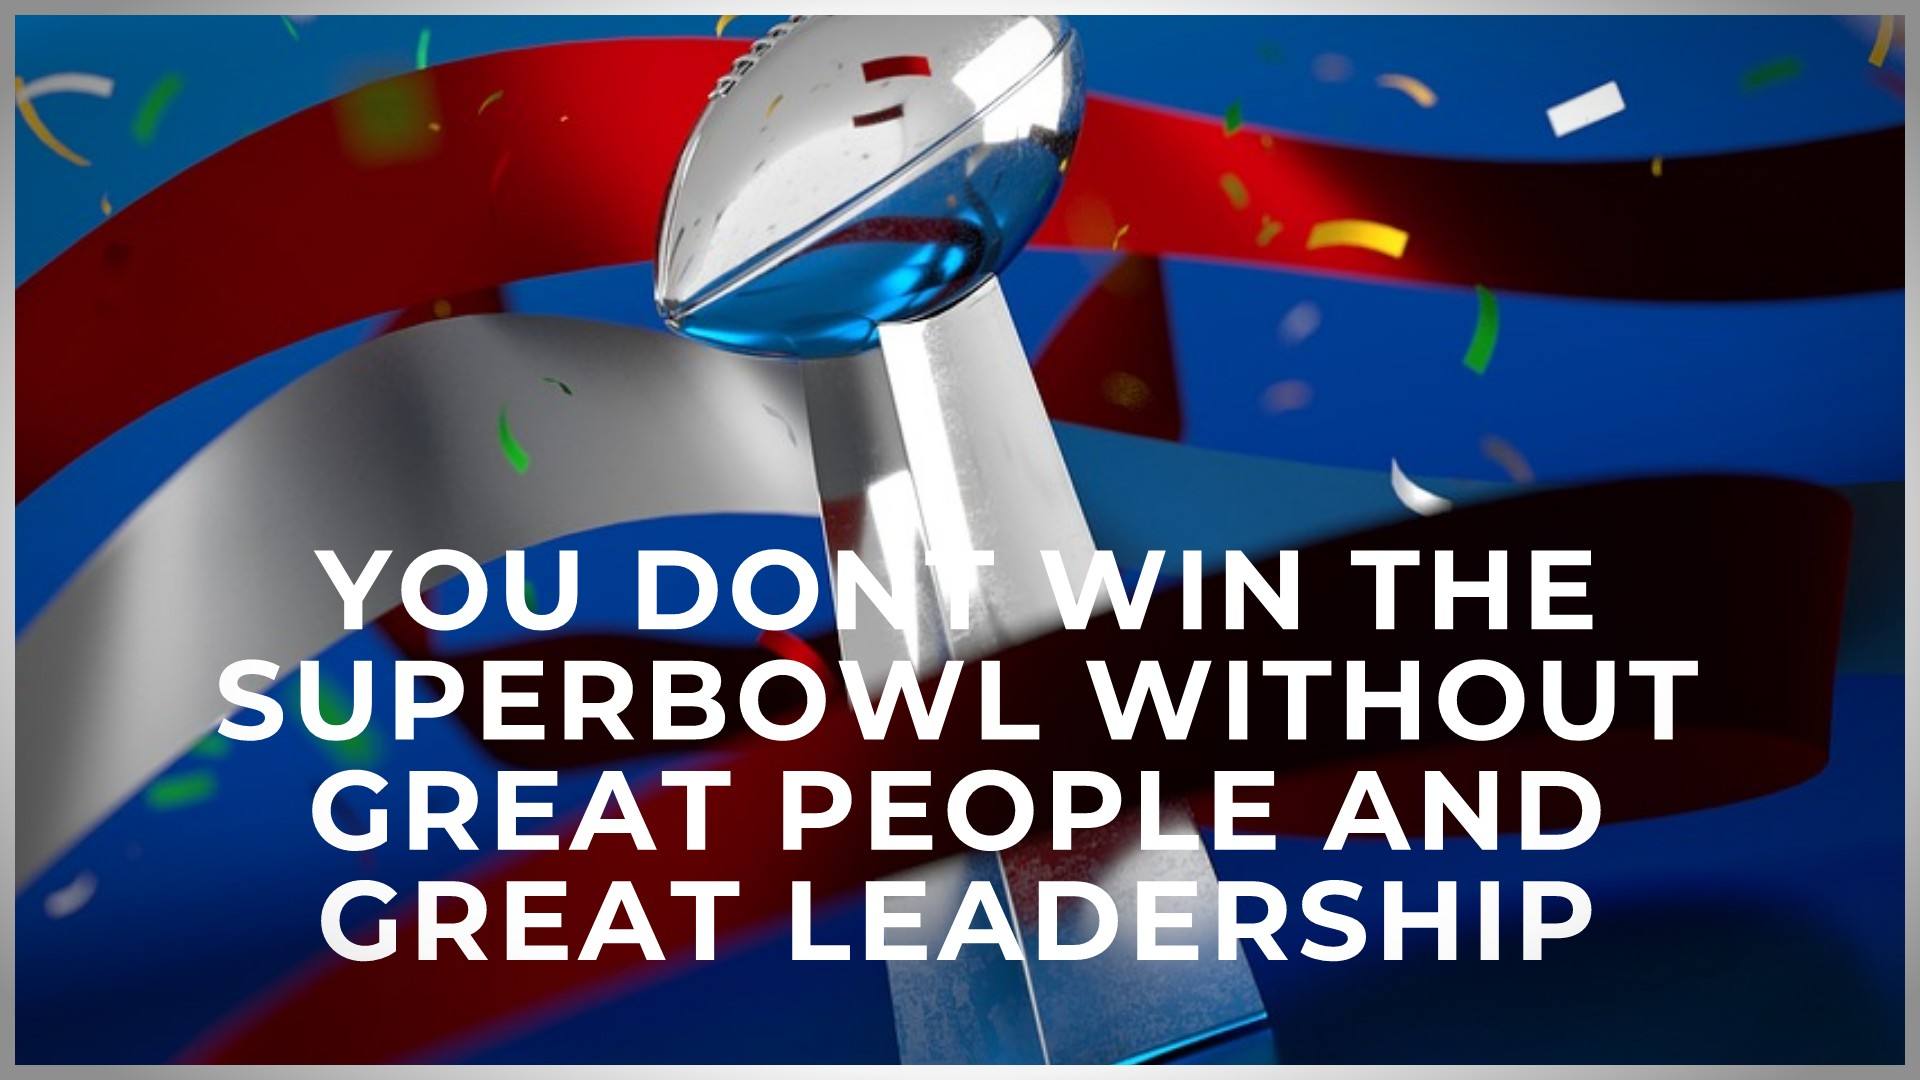 YOU DONT WIN THE
SUPERBOWL WITHOUT
GREAT PEOPLE AND
GREAT LEADERSHIP